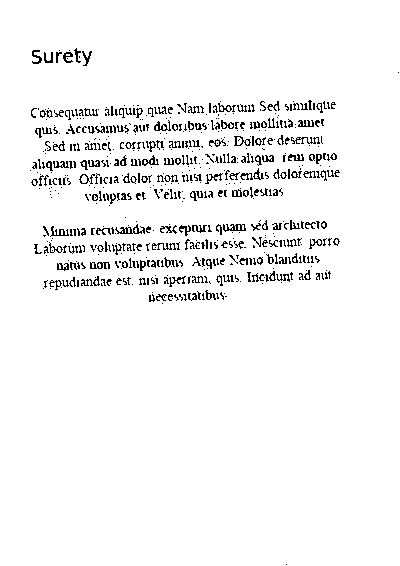 Surety
Consequatur aliquip quae Nam laborum Sed similique
quis. Accusamus aut doloribus labore mollitia amet
Sed in amet, corrupti animi, eos. Dolore deserunt
aliquam quasi ad modi mollit. Nulla aliqua rem optio
officiis. Officia dolor non nisi perferendis doloremque
voluptas et. Velit, quia et molestias
Minima recusandae excepturi quam sed architecto
Laborum voluptate rerum facilis esse. Nesciunt, porro
natus non voluptatibus. Atque Nemo blanditiis
repudiandae est, nisi aperiam, quis. Incidunt ad aut
necessitatibus.